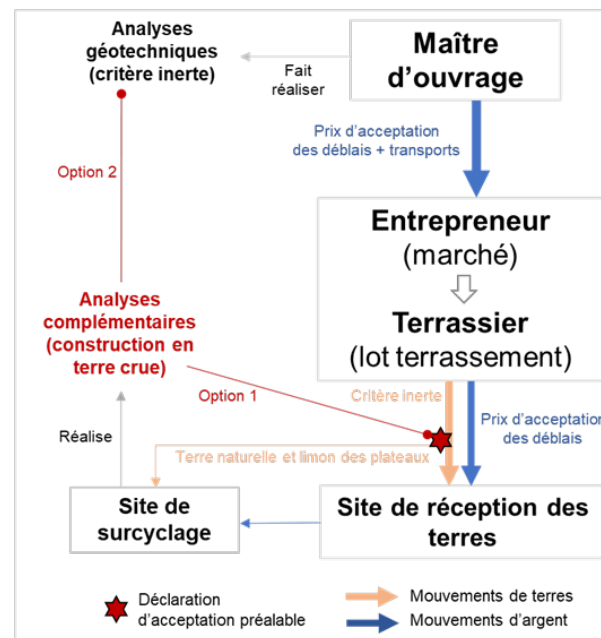 Analyses
géotechniques
(critère inerte)
Fait
réaliser
Maître
d'ouvrage
Prix d'acceptation
des déblais + transports
Option 2
Entrepreneur
(marché)
Terrassier
(lot terrassement)
Analyses
complémentaires
(construction en
terre crue)
Option 1
Critère inerte
Prix d'acceptation
des déblais
Réalise
Terre naturelle et limon des plateaux
Site de
surcyclage
Site de réception des
terres
Déclaration
d'acceptation préalable
Mouvements de terres
Mouvements d'argent